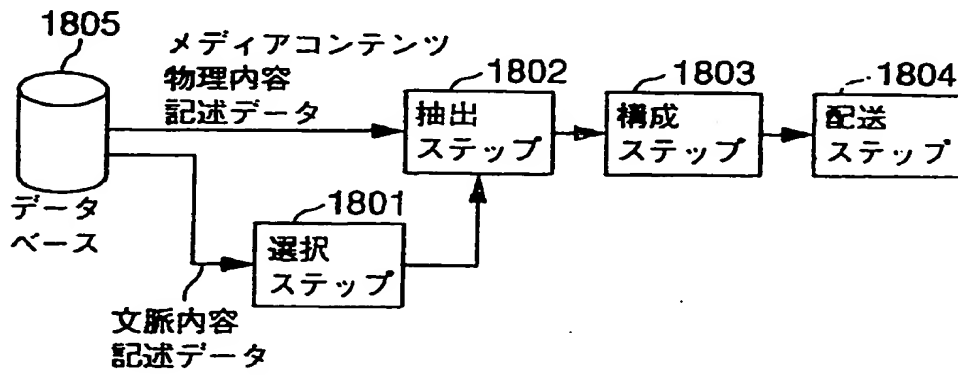 1805
データ
ベース
メディアコンテンツ
物理内容
記述データ
1802
抽出
ステップ
1803
構成
ステップ
1804
配送
ステップ
1801
選択
ステップ
文脈内容
記述データ